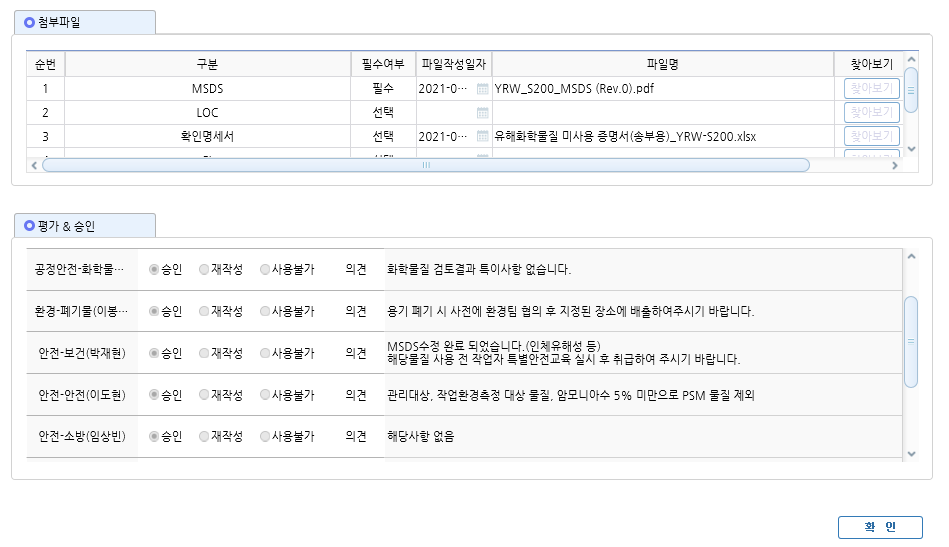 첨부파일
순번 구분 필수여부 파일작성일자 파일명 찾아보기
1 MSDS 필수 2021-0··· YRW_S200_MSDS (Rev.0).pdf 찾아보기
2 LOC 선택 찾아보기
3 확인명세서 선택 2021-0··· 유해화학물질 미사용 증명서(송부용)_YRW-S200.xlsx 찾아보기
평가 & 승인
공정안전-화학물··· 승인 재작성 사용불가 의견 화학물질 검토결과 특이사항 없습니다.
환경-폐기물(이봉··· 승인 재작성 사용불가 의견 용기 폐기 시 사전에 환경팀 협의 후 지정된 장소에 배출하여주시기 바랍니다.
안전-보건(박재현) 승인 재작성 사용불가 의견 MSDS수정 완료 되었습니다.(인체유해성 등)
해당물질 사용 전 작업자 특별안전교육 실시 후 취급하여 주시기 바랍니다.
안전-안전(이도현) 승인 재작성 사용불가 의견 관리대상, 작업환경측정 대상 물질, 암모니아수 5% 미만으로 PSM 물질 제외
안전-소방(임상빈) 승인 재작성 사용불가 의견 해당사항 없음
확 인